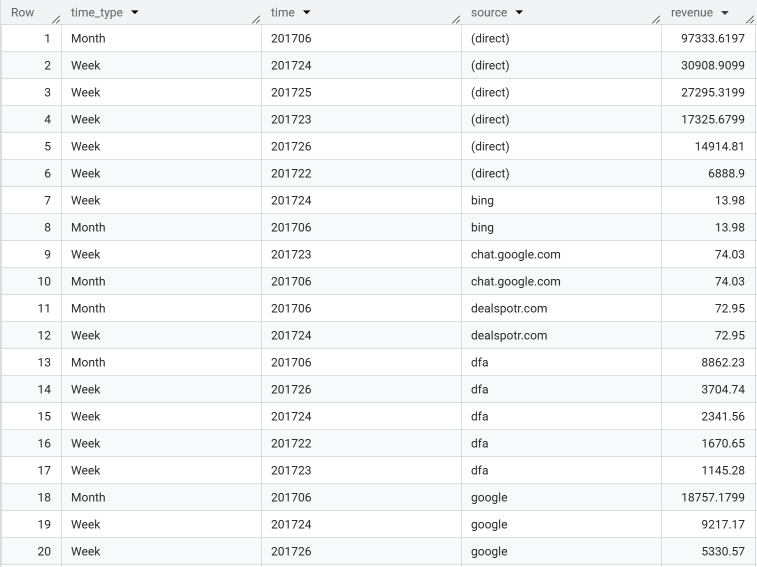 Row time_type time source revenue
1 Month 201706 (direct) 97333.6197
2 Week 201724 (direct) 30908.9099
3 Week 201725 (direct) 27295.3199
4 Week 201723 (direct) 17325.6799
5 Week 201726 (direct) 14914.81
6 Week 201722 (direct) 6888.9
7 Week 201724 bing 13.98
8 Month 201706 bing 13.98
9 Week 201723 chat.google.com 74.03
10 Month 201706 chat.google.com 74.03
11 Month 201706 dealspotr.com 72.95
12 Week 201724 dealspotr.com 72.95
13 Month 201706 dfa 8862.23
14 Week 201726 dfa 3704.74
15 Week 201724 dfa 2341.56
16 Week 201722 dfa 1670.65
17 Week 201723 dfa 1145.28
18 Month 201706 google 18757.1799
19 Week 201724 google 9217.17
20 Week 201726 google 5330.57